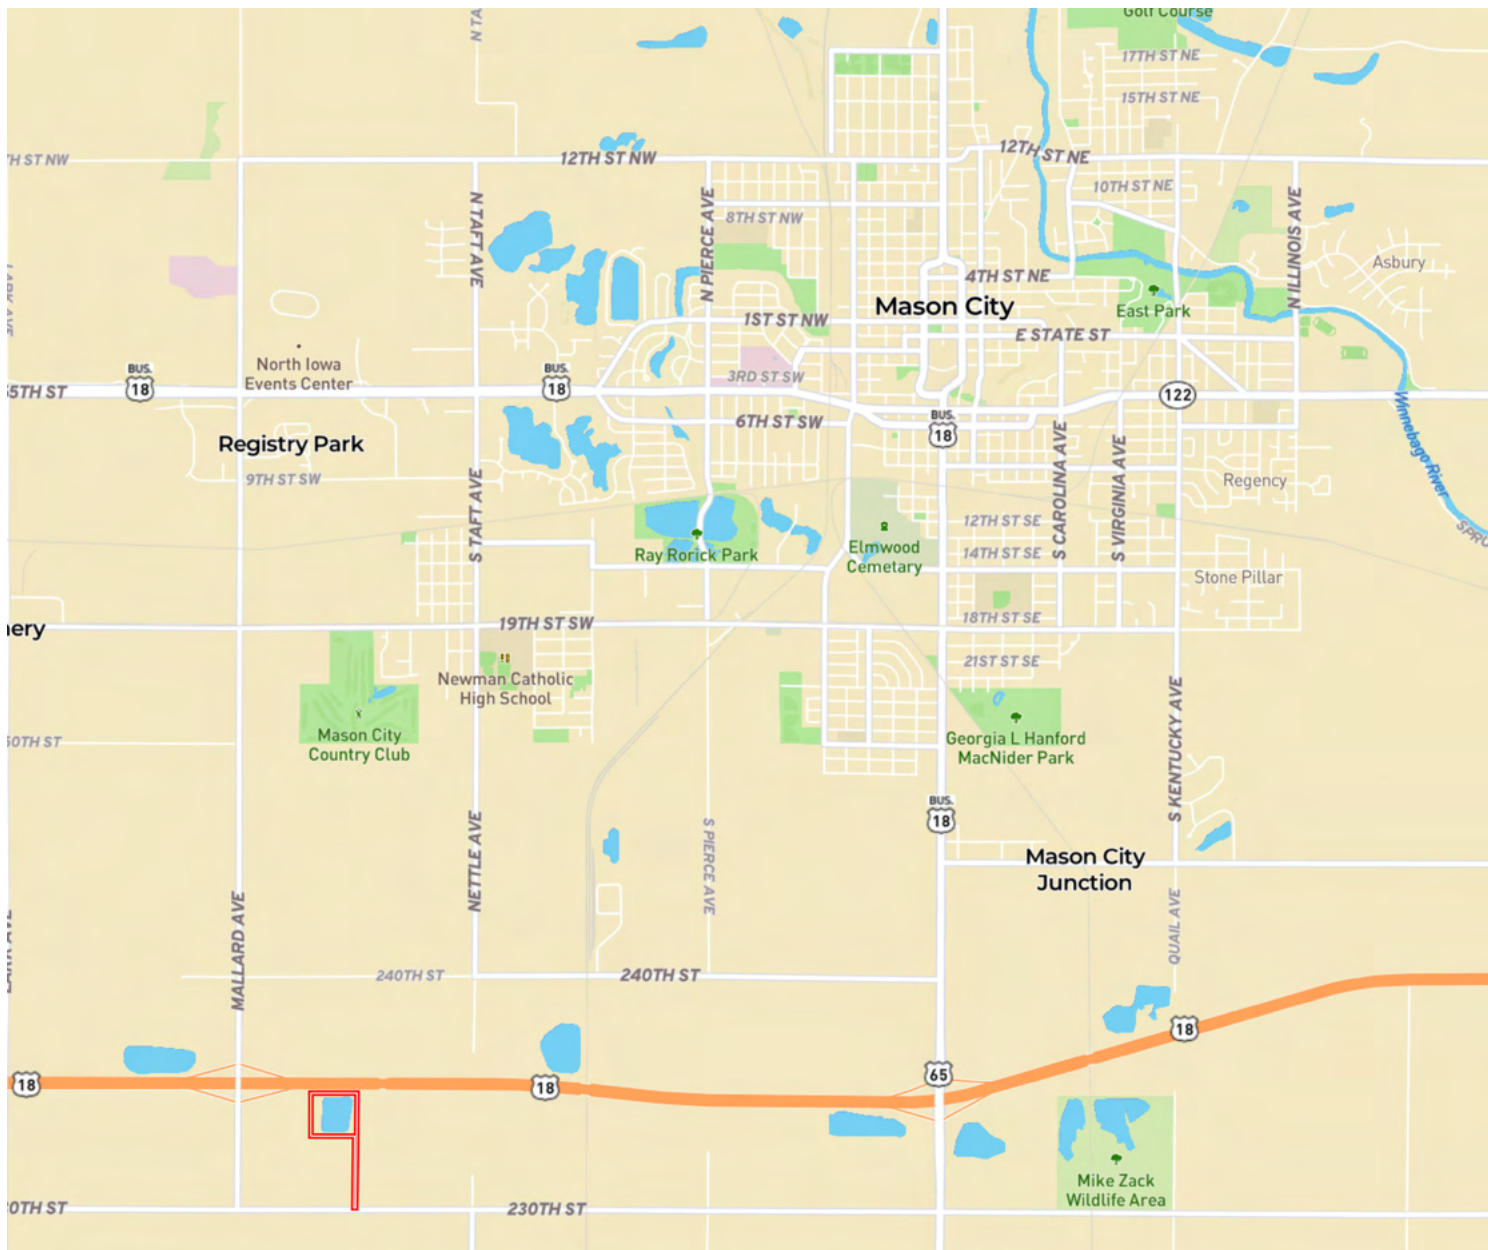 Golf Course
17TH ST NE
15TH ST NE
12TH ST NE
12TH ST NW
10TH ST NE
N TAFT AVE
N PIERCE AVE
8TH ST NW
N ILLINOIS AVE
Asbury
4TH ST NE
Mason City
East Park
1ST ST NW
E STATE ST
North Iowa
Events Center
BUS.
18
BUS.
18
3RD ST SW
122
6TH ST SW
BUS.
18
Winnebago River
Registry Park
9TH ST SW
S TAFT AVE
S CAROLINA AVE
S VIRGINIA AVE
Regency
12TH ST SE
14TH ST SE
Ray Rorick Park
Elmwood
Cemetary
Stone Pillar
19TH ST SW
18TH ST SE
21ST ST SE
Newman Catholic
High School
Mason City
Country Club
Georgia L Hanford
MacNider Park
S KENTUCKY AVE
BUS.
18
NETTLE AVE
S PIERCE AVE
Mason City
Junction
MALLARD AVE
QUAIL AVE
240TH ST
240TH ST
18
18
65
18
Mike Zack
Wildlife Area
230TH ST